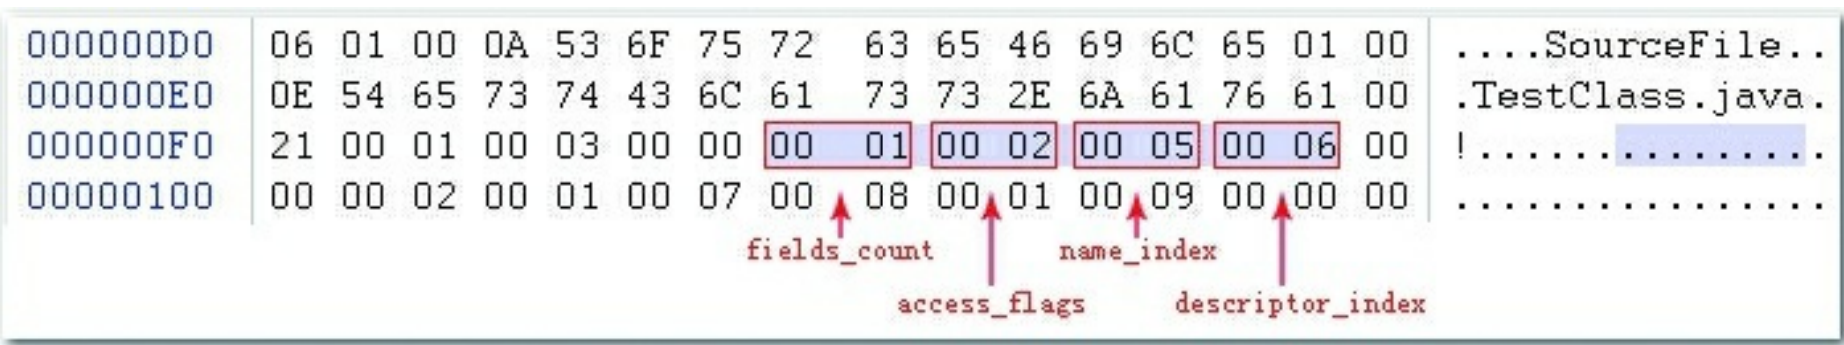 000000D0 06 01 00 0A 53 6F 75 72 63 65 46 69 6C 65 01 00 ....SourceFile..
000000E0 0E 54 65 73 74 43 6C 61 73 73 2E 6A 61 76 61 00 .TestClass.java.
000000F0 21 00 01 00 03 00 00 00 01 00 02 00 05 00 06 00 !...............
00000100 00 00 02 00 01 00 07 00 08 00 01 00 09 00 00 00 ................
fields_count name_index
access_flags descriptor_index